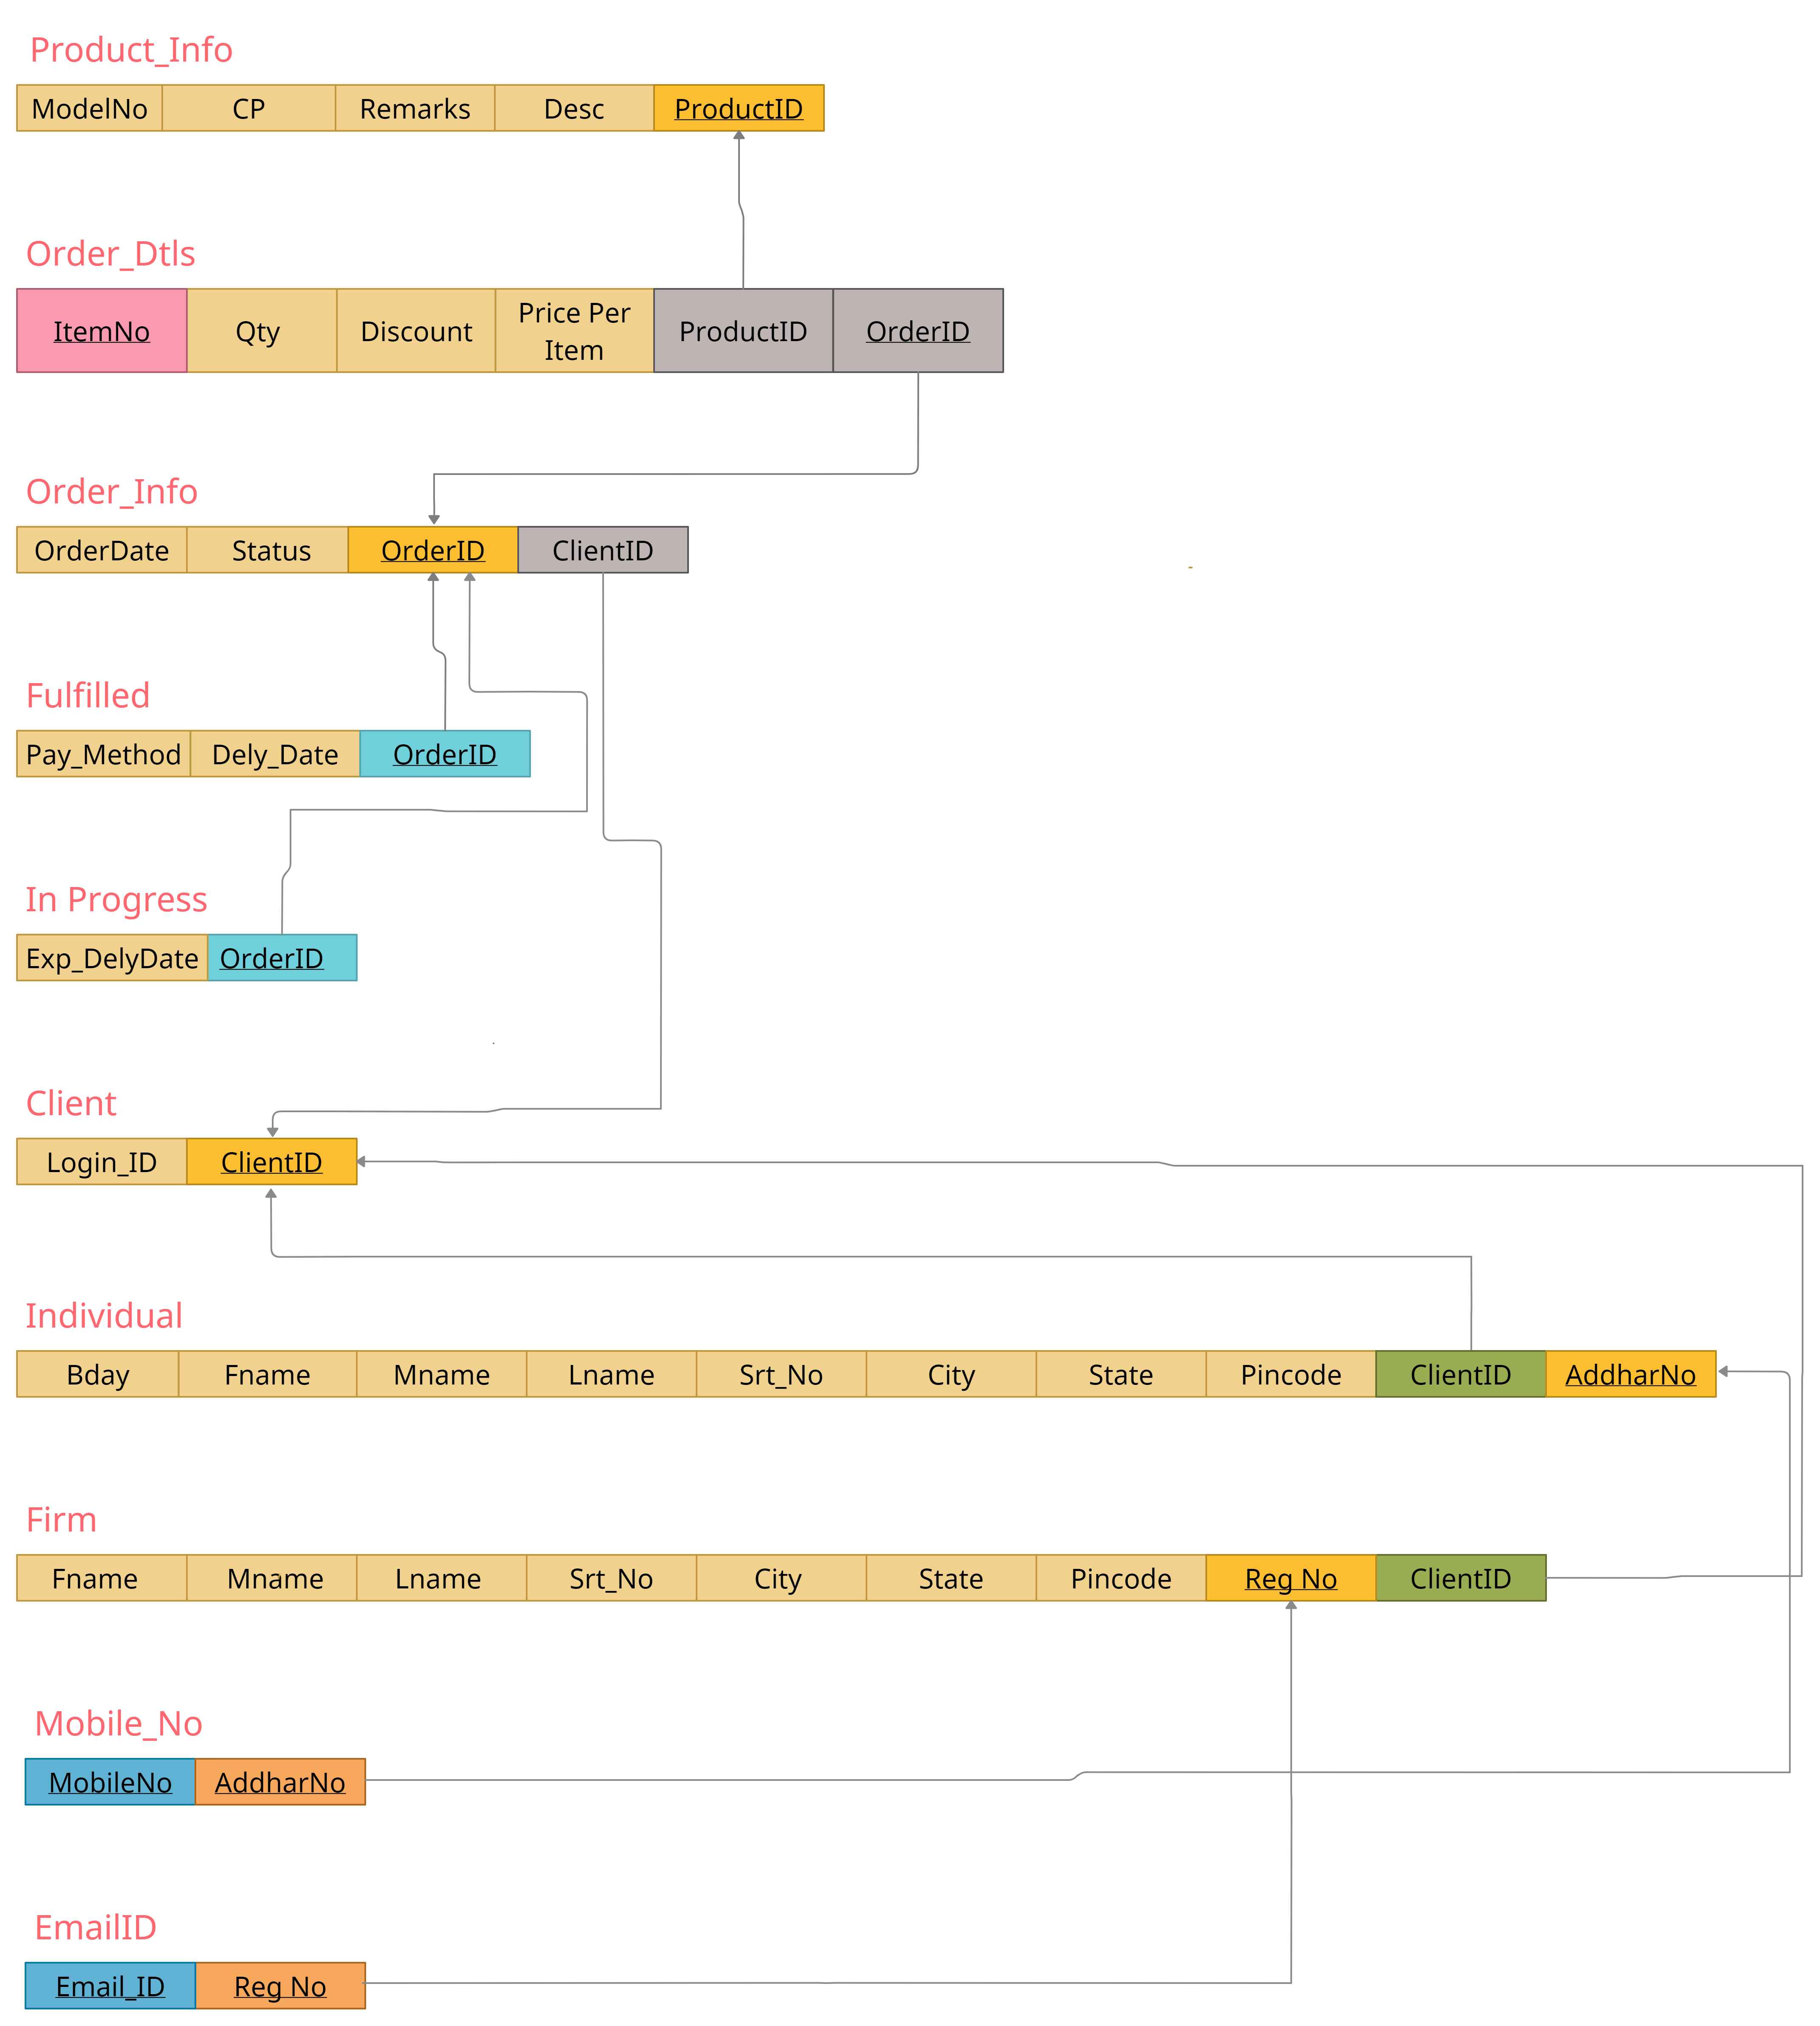 Product_Info
ModelNo CP Remarks Desc ProductID
Order_Dtls
ItemNo Qty Discount Price Per Item ProductID OrderID
Order_Info
OrderDate Status OrderID ClientID
Fulfilled
Pay_Method Dely_Date OrderID
In Progress
Exp_DelyDate OrderID
Client
Login_ID ClientID
Individual
Bday Fname Mname Lname Srt_No City State Pincode ClientID AddharNo
Firm
Fname Mname Lname Srt_No City State Pincode Reg No ClientID
Mobile_No
MobileNo AddharNo
EmailID
Email_ID Reg No